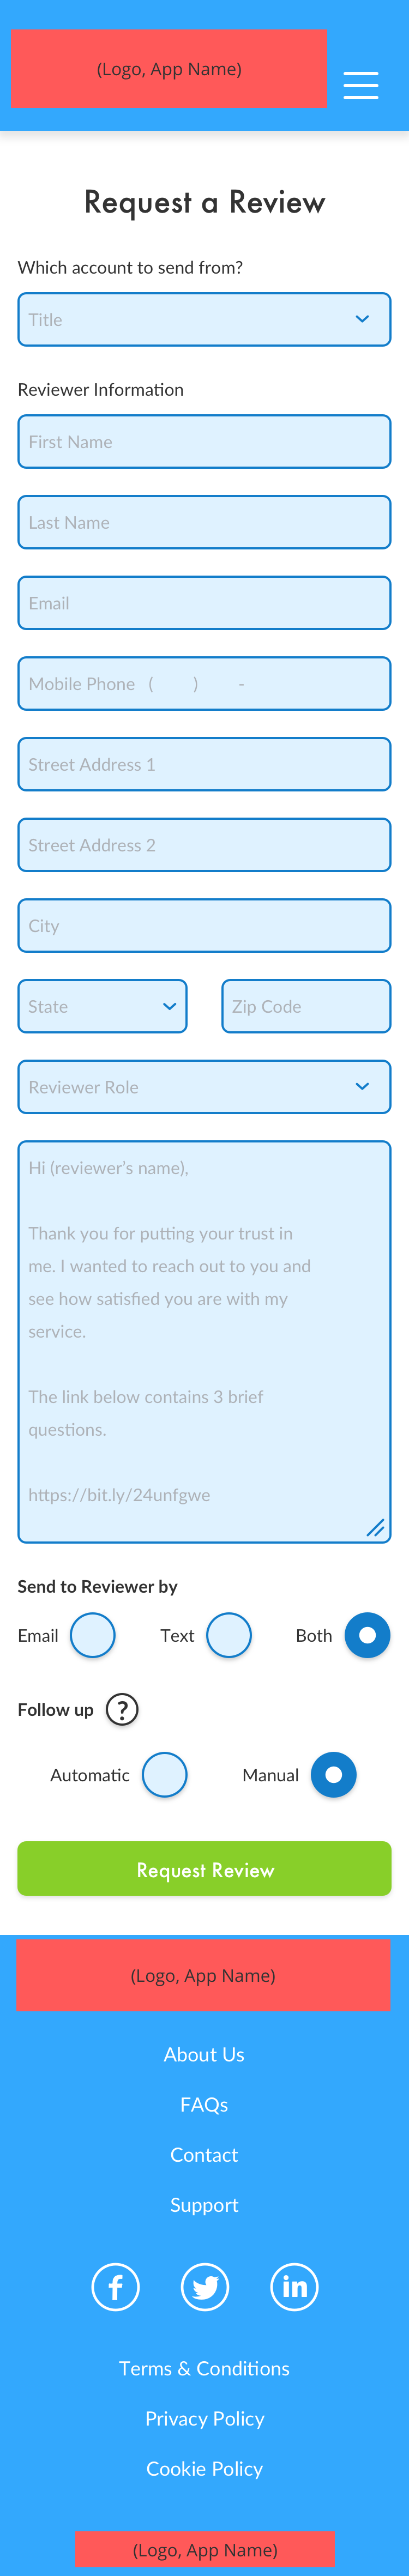 (Logo, App Name)
Request a Review
Which account to send from?
Title
Reviewer Information
First Name
Last Name
Email
Mobile Phone ( ) -
Street Address 1
Street Address 2
City
State Zip Code
Reviewer Role
Hi (reviewer’s name),
Thank you for putting your trust in
me. I wanted to reach out to you and
see how satisfied you are with my
service.
The link below contains 3 brief
questions.
https://bit.ly/24unfgwe
Send to Reviewer by
Email Text Both
Follow up ?
Automatic Manual
Request Review
(Logo, App Name)
About Us
FAQs
Contact
Support
f in
Terms & Conditions
Privacy Policy
Cookie Policy
(Logo, App Name)